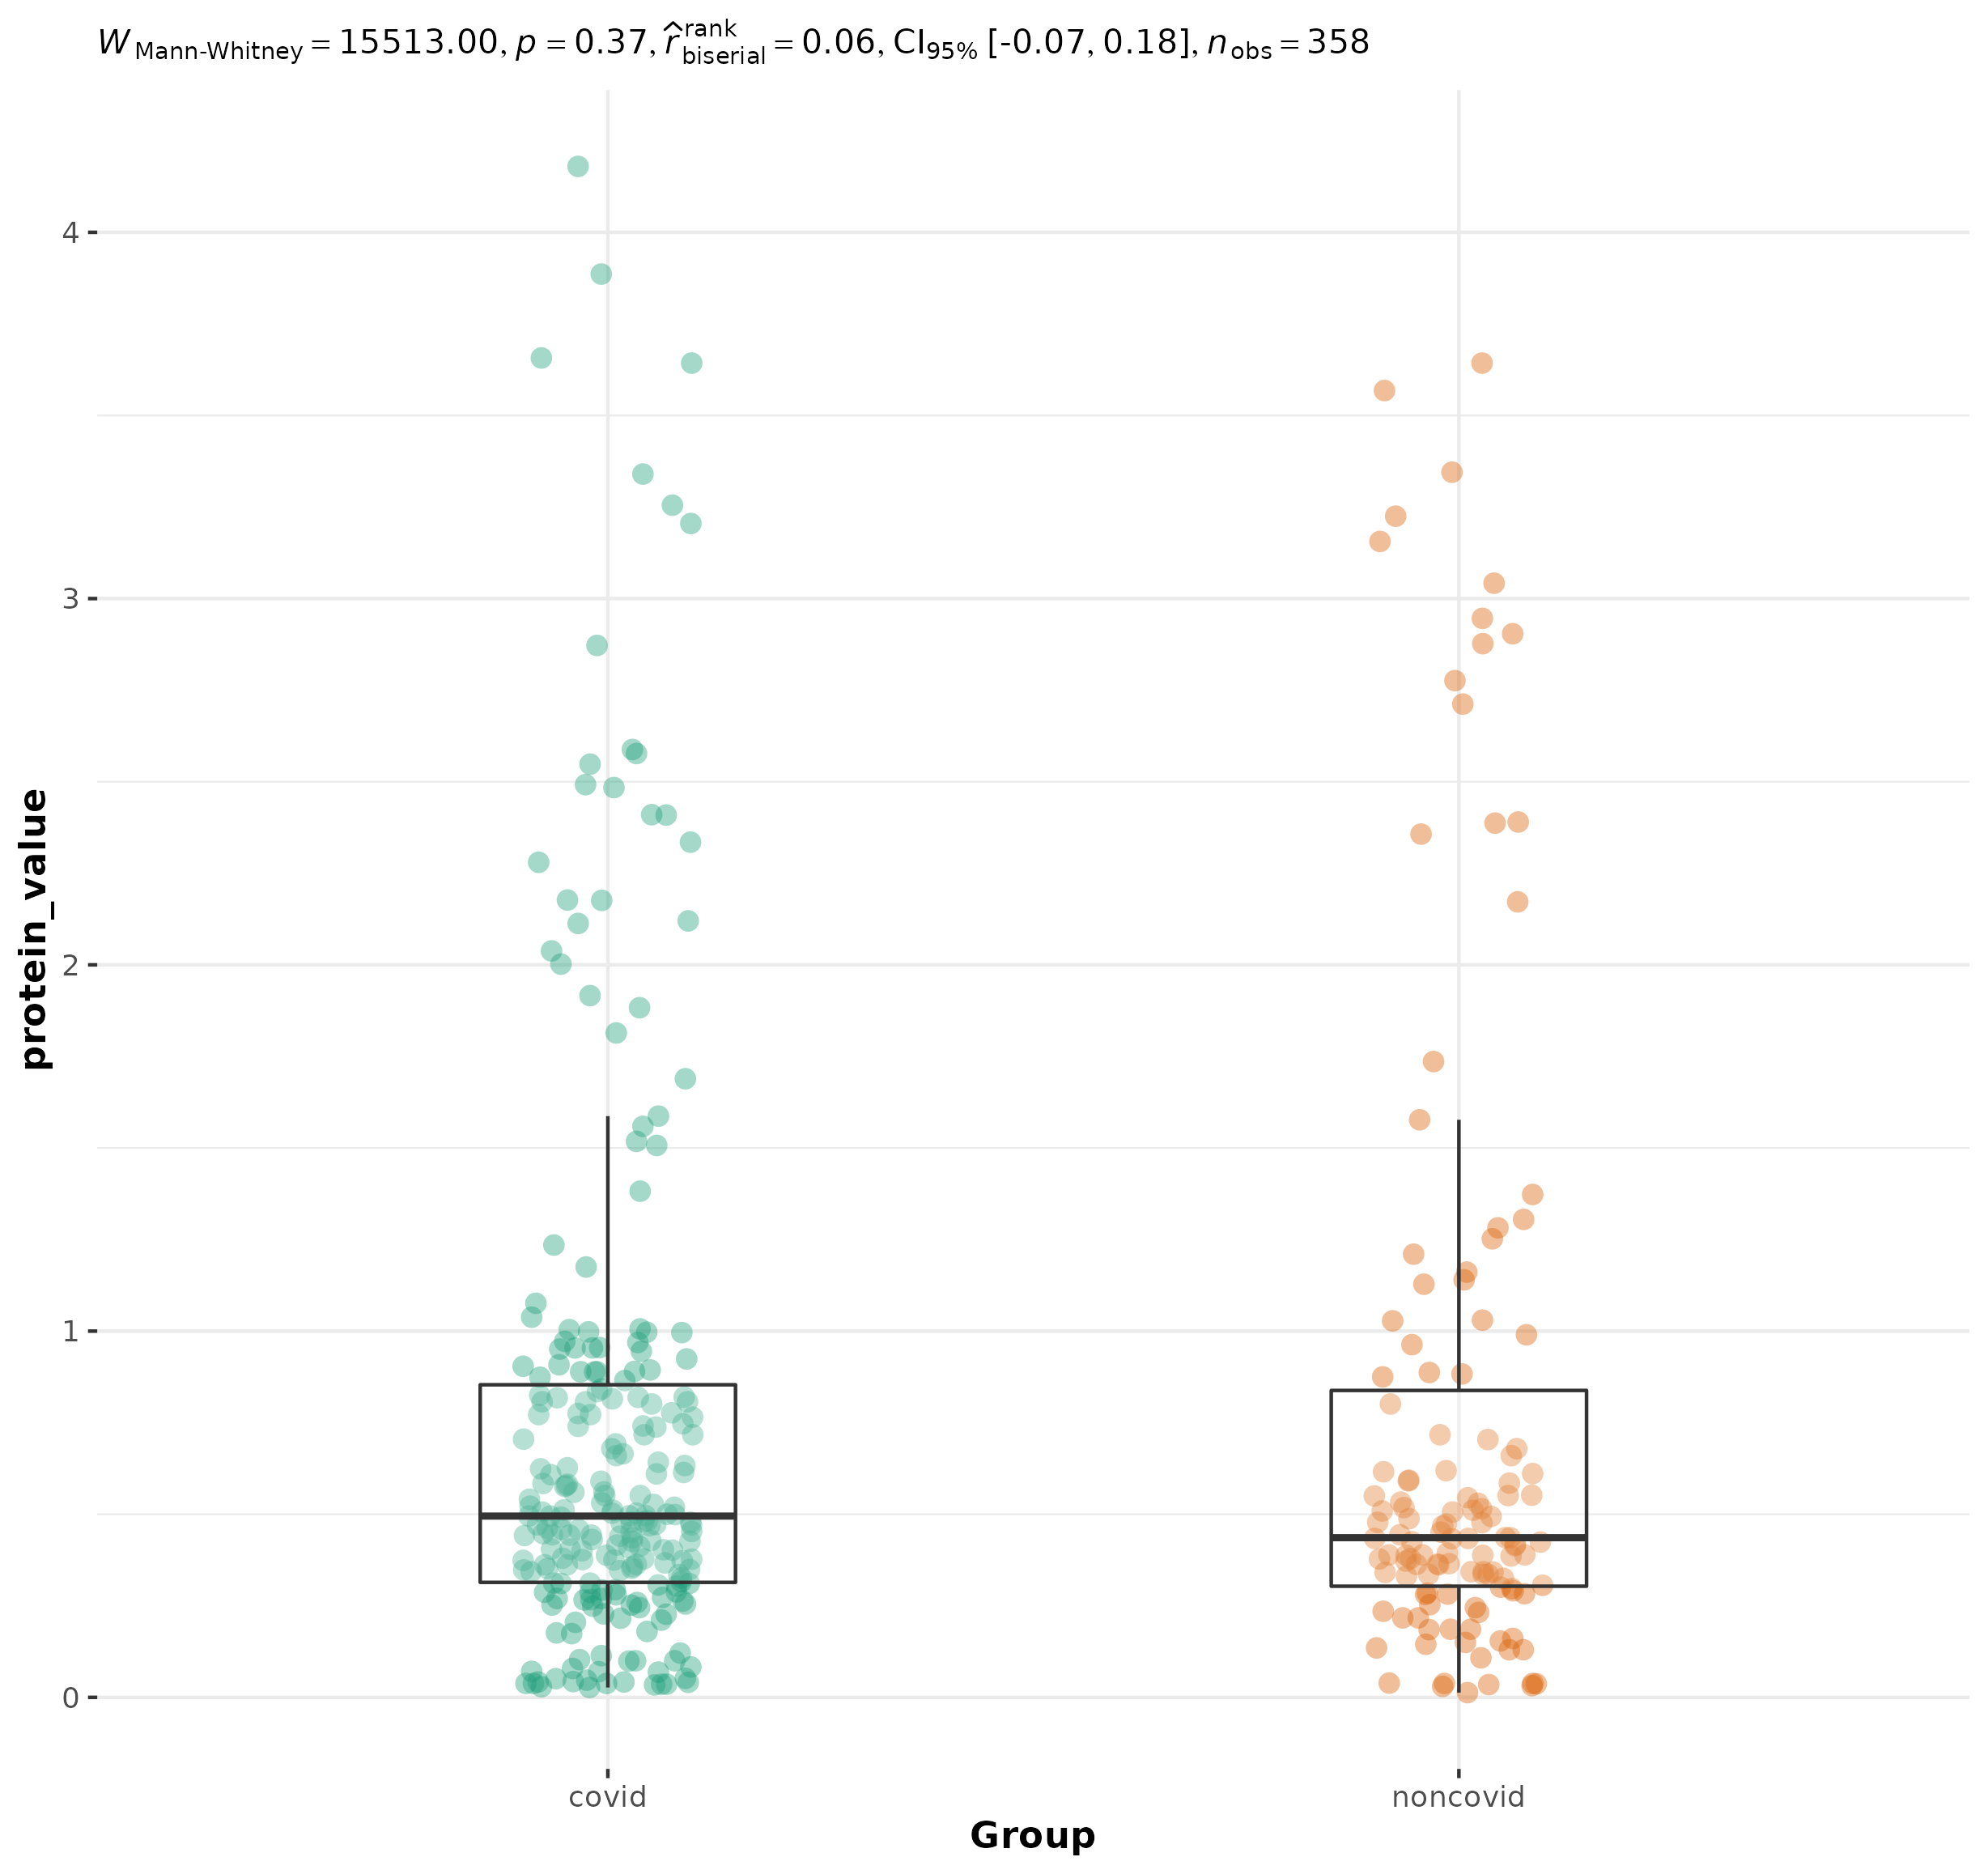 W Mann-Whitney = 15513.00, p = 0.37, r̂ rank biserial = 0.06, CI95% [-0.07, 0.18], n obs = 358
4
3
2
1
0
protein_value
covid noncovid
Group